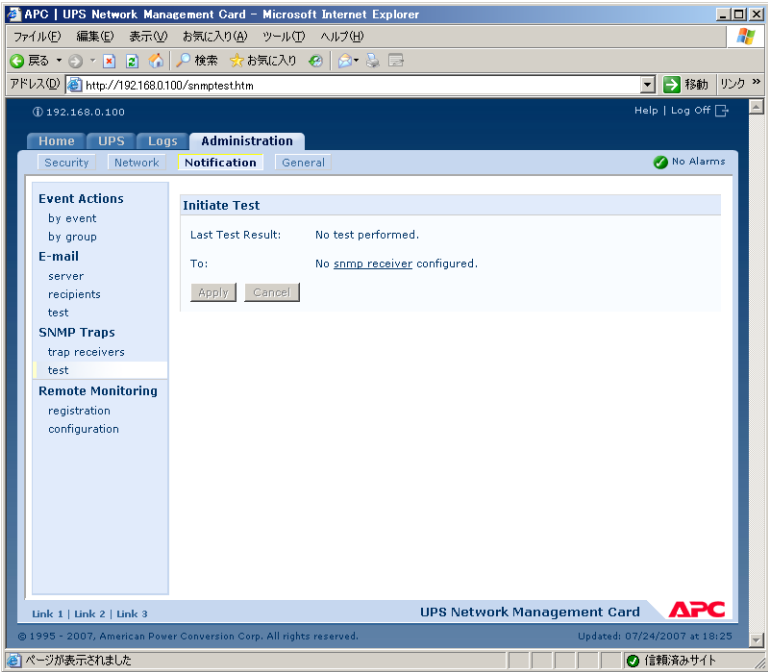 APC | UPS Network Management Card - Microsoft Internet Explorer
ファイル(F) 編集(E) 表示(V) お気に入り(A) ツール(T) ヘルプ(H)
戻る 検索 お気に入り
アドレス(D) http://192.168.0.100/snmptest.htm 移動 リンク »
192.168.0.100 Help | Log Off
Home UPS Logs Administration
Security Network Notification General No Alarms
Event Actions
by event
by group
E-mail
server
recipients
test
SNMP Traps
trap receivers
test
Remote Monitoring
registration
configuration
Initiate Test
Last Test Result: No test performed.
To: No snmp receiver configured.
Apply Cancel
Link 1 | Link 2 | Link 3 UPS Network Management Card APC
© 1995 - 2007, American Power Conversion Corp. All rights reserved. Updated: 07/24/2007 at 18:25
ページが表示されました 信頼済みサイト